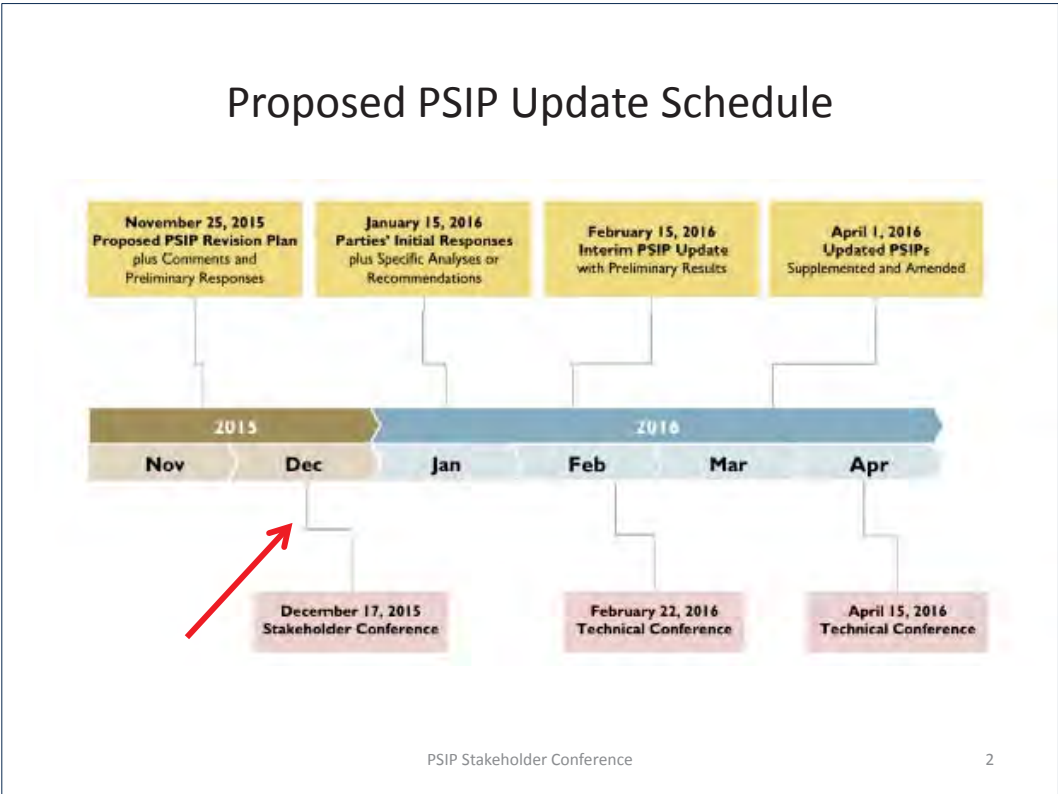 Proposed PSIP Update Schedule
November 25, 2015
Proposed PSIP Revision Plan
plus Comments and
Preliminary Responses
January 15, 2016
Parties' Initial Responses
plus Specific Analyses or
Recommendations
February 15, 2016
Interim PSIP Update
with Preliminary Results
April 1, 2016
Updated PSIPs
Supplemented and Amended
2015
2016
Nov
Dec
Jan
Feb
Mar
Apr
December 17, 2015
Stakeholder Conference
February 22, 2016
Technical Conference
April 15, 2016
Technical Conference
PSIP Stakeholder Conference
2